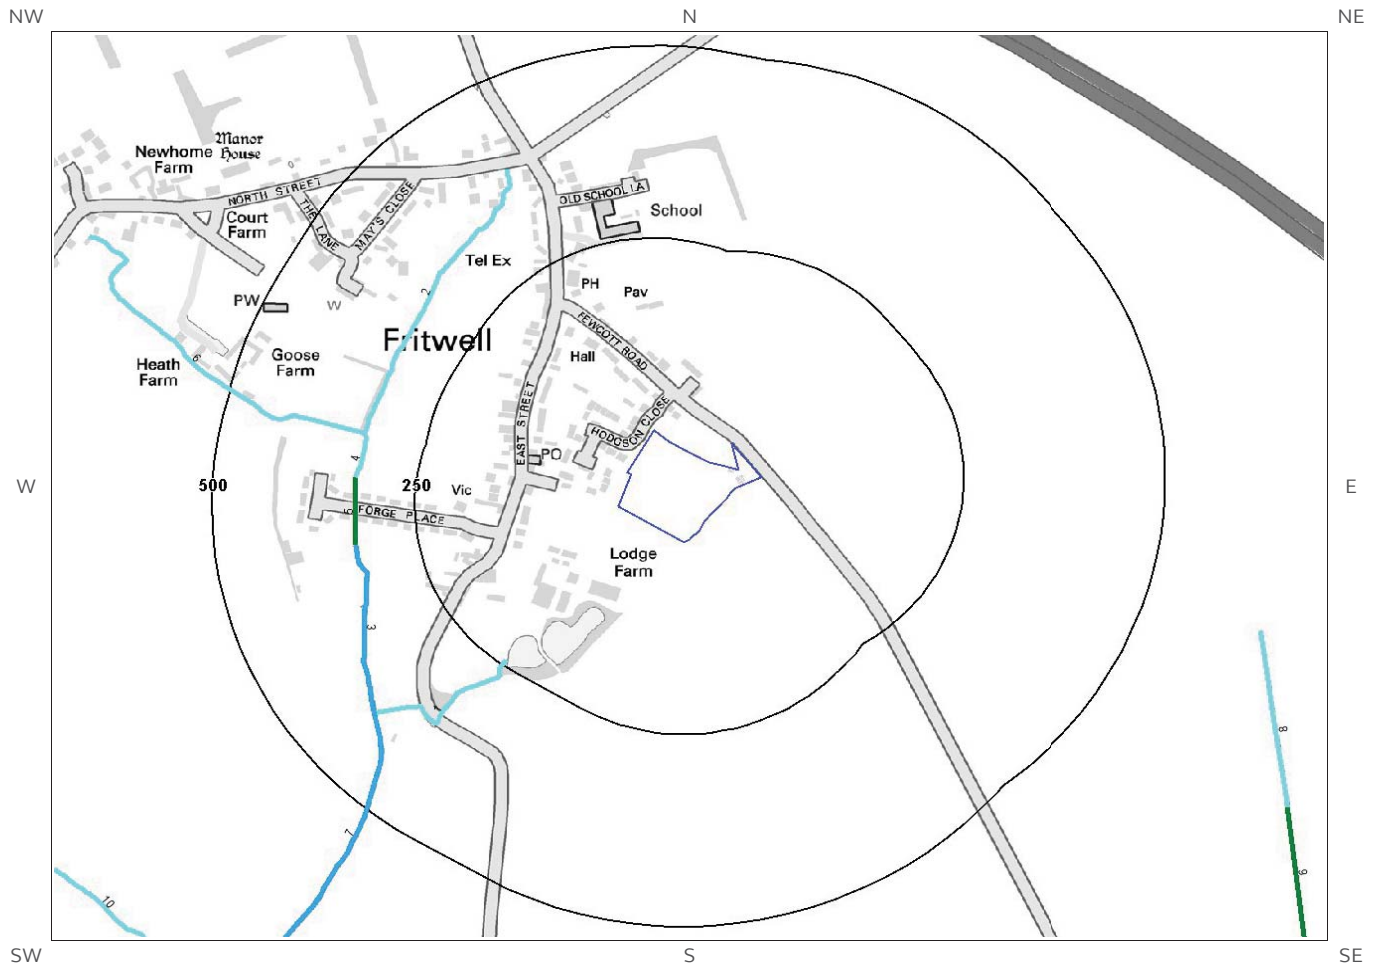 NW
N
NE
Manor
House
Newhome
Farm
NORTH STREET
OLD SCHOOL LA
School
THE LANE
MAY'S CLOSE
Court
Farm
Tel Ex
PH
Pav
2
PW
W
Fritwell
FEWCOTT ROAD
Goose
Farm
Hall
Heath
Farm
6
EAST STREET
HODGSON CLOSE
PO
4
W
500
250
Vic
E
5
FORGE PLACE
Lodge
Farm
3
8
7
9
10
SW
S
SE